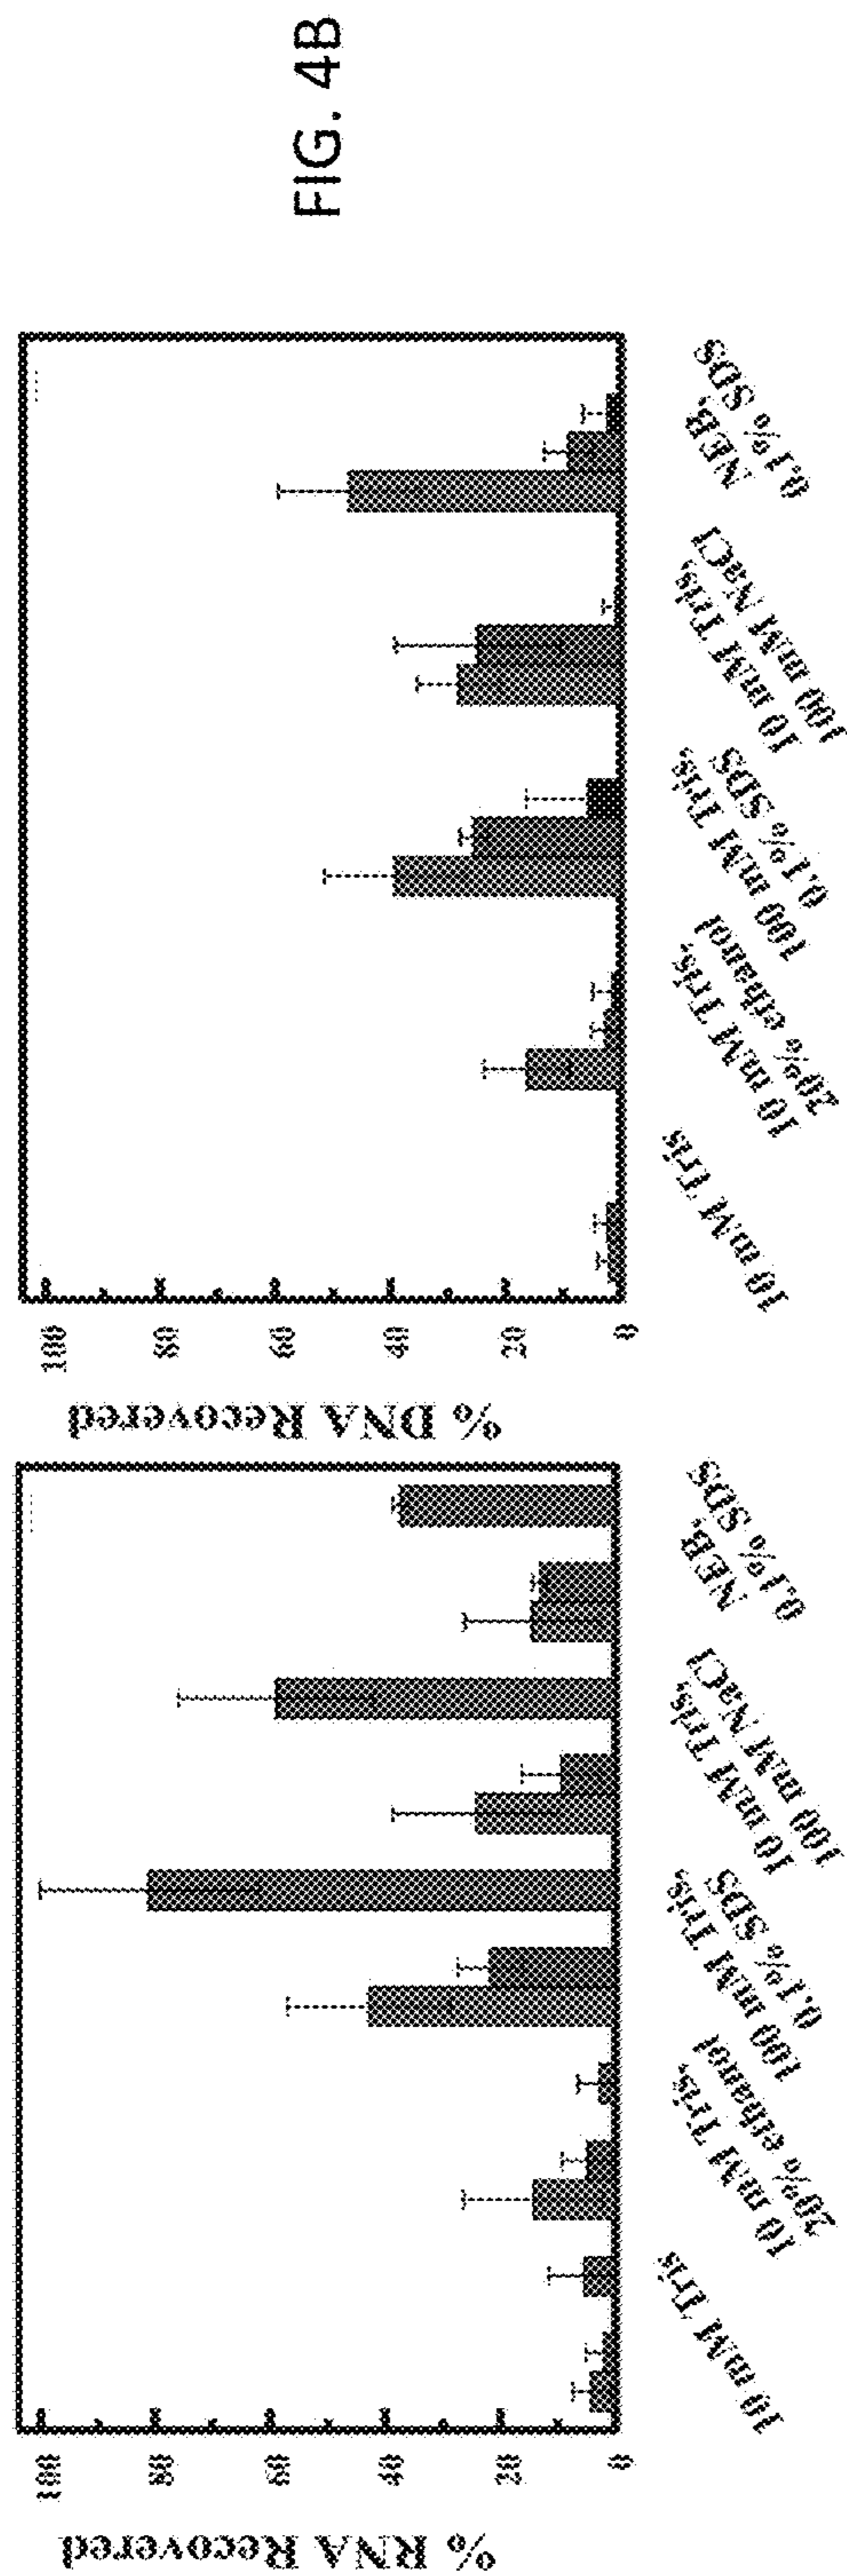 FIG. 4B
% RNA Recovered
100
80
60
40
20
0
10 mM Tris
10 mM Tris,
20% ethanol
100 mM Tris,
0.1% SDS
10 mM Tris,
100 mM NaCl
NEB,
0.1% SDS
% DNA Recovered
100
80
60
40
20
0
10 mM Tris
10 mM Tris,
20% ethanol
100 mM Tris,
0.1% SDS
10 mM Tris,
100 mM NaCl
NEB,
0.1% SDS